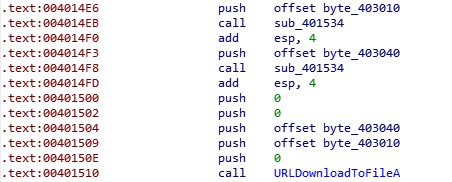 .text:004014E6 push offset byte_403010
.text:004014EB call sub_401534
.text:004014F0 add esp, 4
.text:004014F3 push offset byte_403040
.text:004014F8 call sub_401534
.text:004014FD add esp, 4
.text:00401500 push 0
.text:00401502 push 0
.text:00401504 push offset byte_403040
.text:00401509 push offset byte_403010
.text:0040150E push 0
.text:00401510 call URLDownloadToFileA